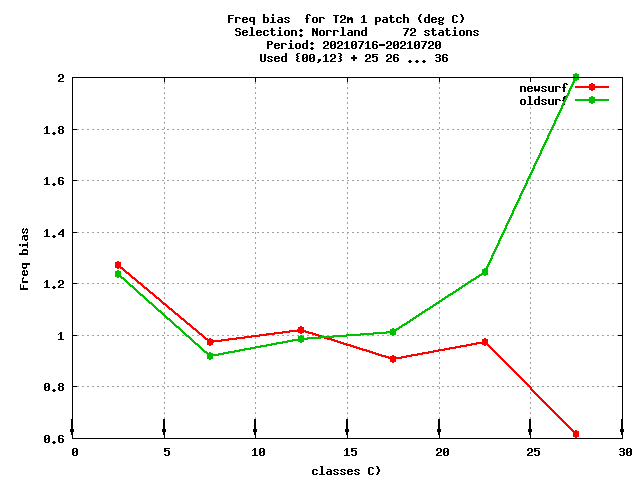 Freq bias  for T2m 1 patch (deg C)
Selection: Norrland     72 stations
Period: 20210716-20210720
Used {00,12} + 25 26 ... 36
newsurf
oldsurf
2
1.8
1.6
1.4
1.2
1
0.8
0.6
Freq bias
0 5 10 15 20 25 30
classes C)